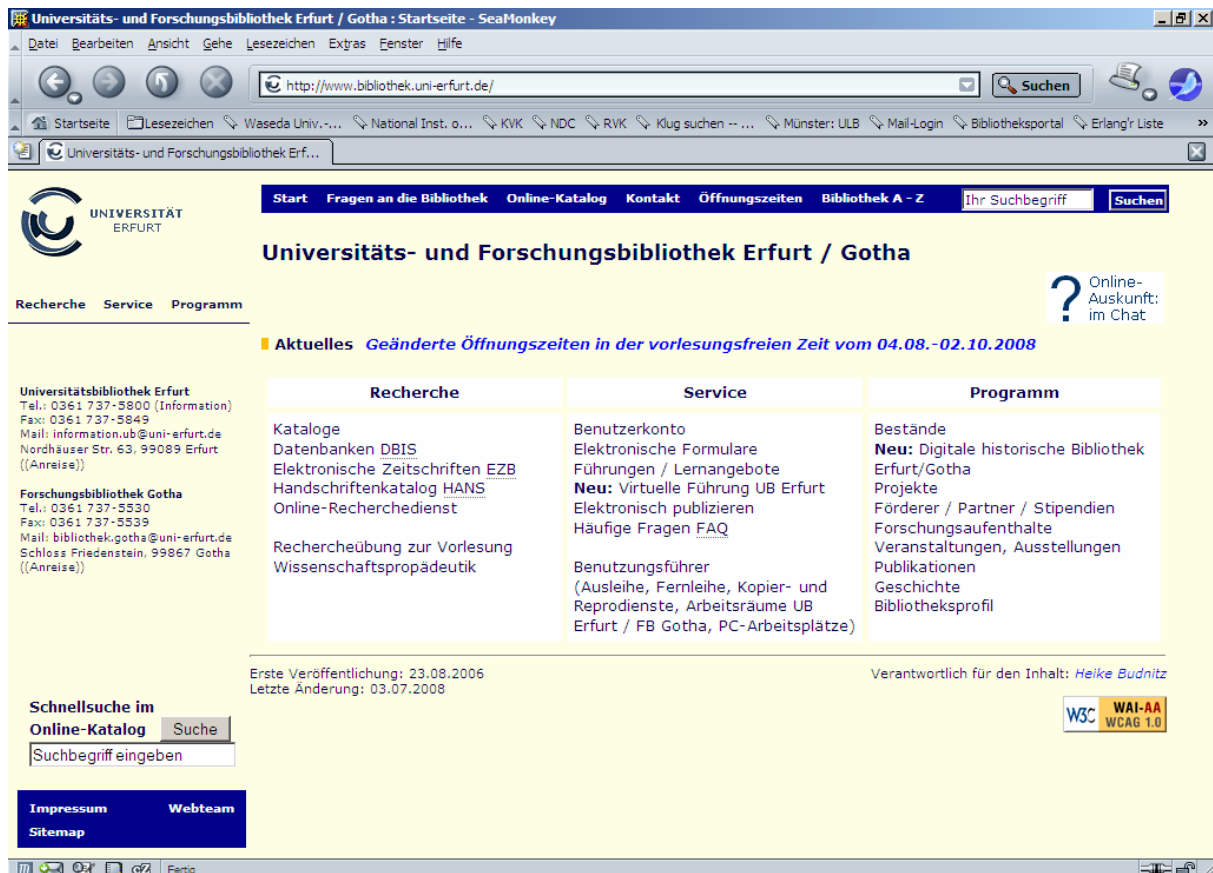 Universitäts- und Forschungsbibliothek Erfurt / Gotha : Startseite - SeaMonkey
Datei Bearbeiten Ansicht Gehe Lesezeichen Extras Fenster Hilfe
http://www.bibliothek.uni-erfurt.de/ Suchen
Startseite Lesezeichen Waseda Univ.-... National Inst. o... KVK NDC RVK Klug suchen -- ... Münster: ULB Mail-Login Bibliotheksportal Erlang'r Liste »
Universitäts- und Forschungsbibliothek Erf...
UNIVERSITÄT
ERFURT
Start Fragen an die Bibliothek Online-Katalog Kontakt Öffnungszeiten Bibliothek A - Z Ihr Suchbegriff Suchen
Universitäts- und Forschungsbibliothek Erfurt / Gotha
? Online-
Auskunft:
im Chat
Recherche Service Programm
Aktuelles Geänderte Öffnungszeiten in der vorlesungsfreien Zeit vom 04.08.-02.10.2008
Universitätsbibliothek Erfurt
Tel.: 0361 737-5800 (Information)
Fax: 0361 737-5849
Mail: information.ub@uni-erfurt.de
Nordhäuser Str. 63, 99089 Erfurt
((Anreise))
Forschungsbibliothek Gotha
Tel.: 0361 737-5530
Fax: 0361 737-5539
Mail: bibliothek.gotha@uni-erfurt.de
Schloss Friedenstein, 99867 Gotha
((Anreise))
Recherche
Kataloge
Datenbanken DBIS
Elektronische Zeitschriften EZB
Handschriftenkatalog HANS
Online-Recherchedienst
Rechercheübung zur Vorlesung
Wissenschaftspropädeutik
Service
Benutzerkonto
Elektronische Formulare
Führungen / Lernangebote
Neu: Virtuelle Führung UB Erfurt
Elektronisch publizieren
Häufige Fragen FAQ
Benutzungsführer
(Ausleihe, Fernleihe, Kopier- und
Reprodienste, Arbeitsräume UB
Erfurt / FB Gotha, PC-Arbeitsplätze)
Programm
Bestände
Neu: Digitale historische Bibliothek
Erfurt/Gotha
Projekte
Förderer / Partner / Stipendien
Forschungsaufenthalte
Veranstaltungen, Ausstellungen
Publikationen
Geschichte
Bibliotheksprofil
Erste Veröffentlichung: 23.08.2006
Letzte Änderung: 03.07.2008
Verantwortlich für den Inhalt: Heike Budnitz
W3C WAI-AA
WCAG 1.0
Schnellsuche im
Online-Katalog Suche
Suchbegriff eingeben
Impressum Webteam
Sitemap
Fertig